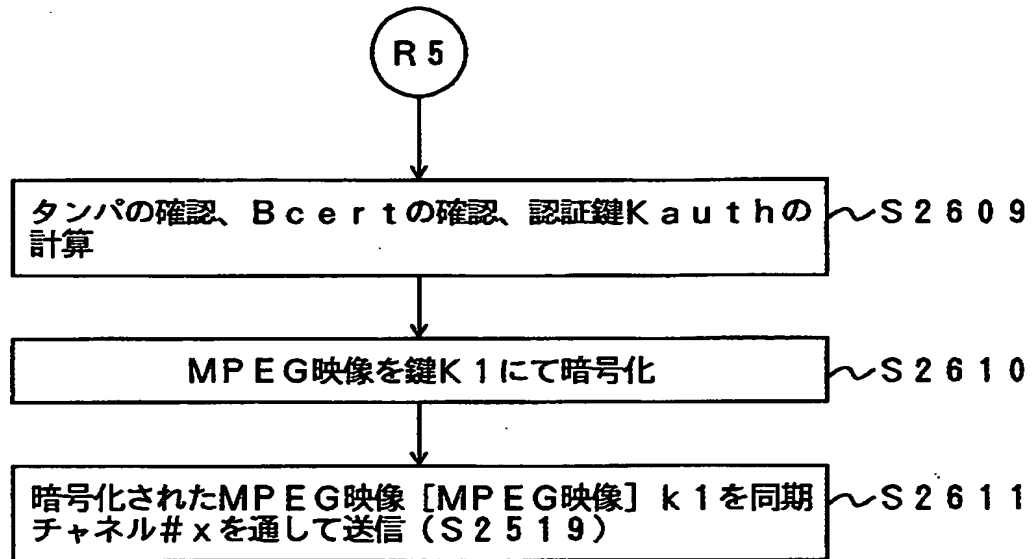 R5
タンパの確認、Bcertの確認、認証鍵Kauthの
計算
S2609
MPEG映像を鍵K1にて暗号化
S2610
暗号化されたMPEG映像［MPEG映像］k1を同期
チャネル#xを通して送信（S2519）
S2611